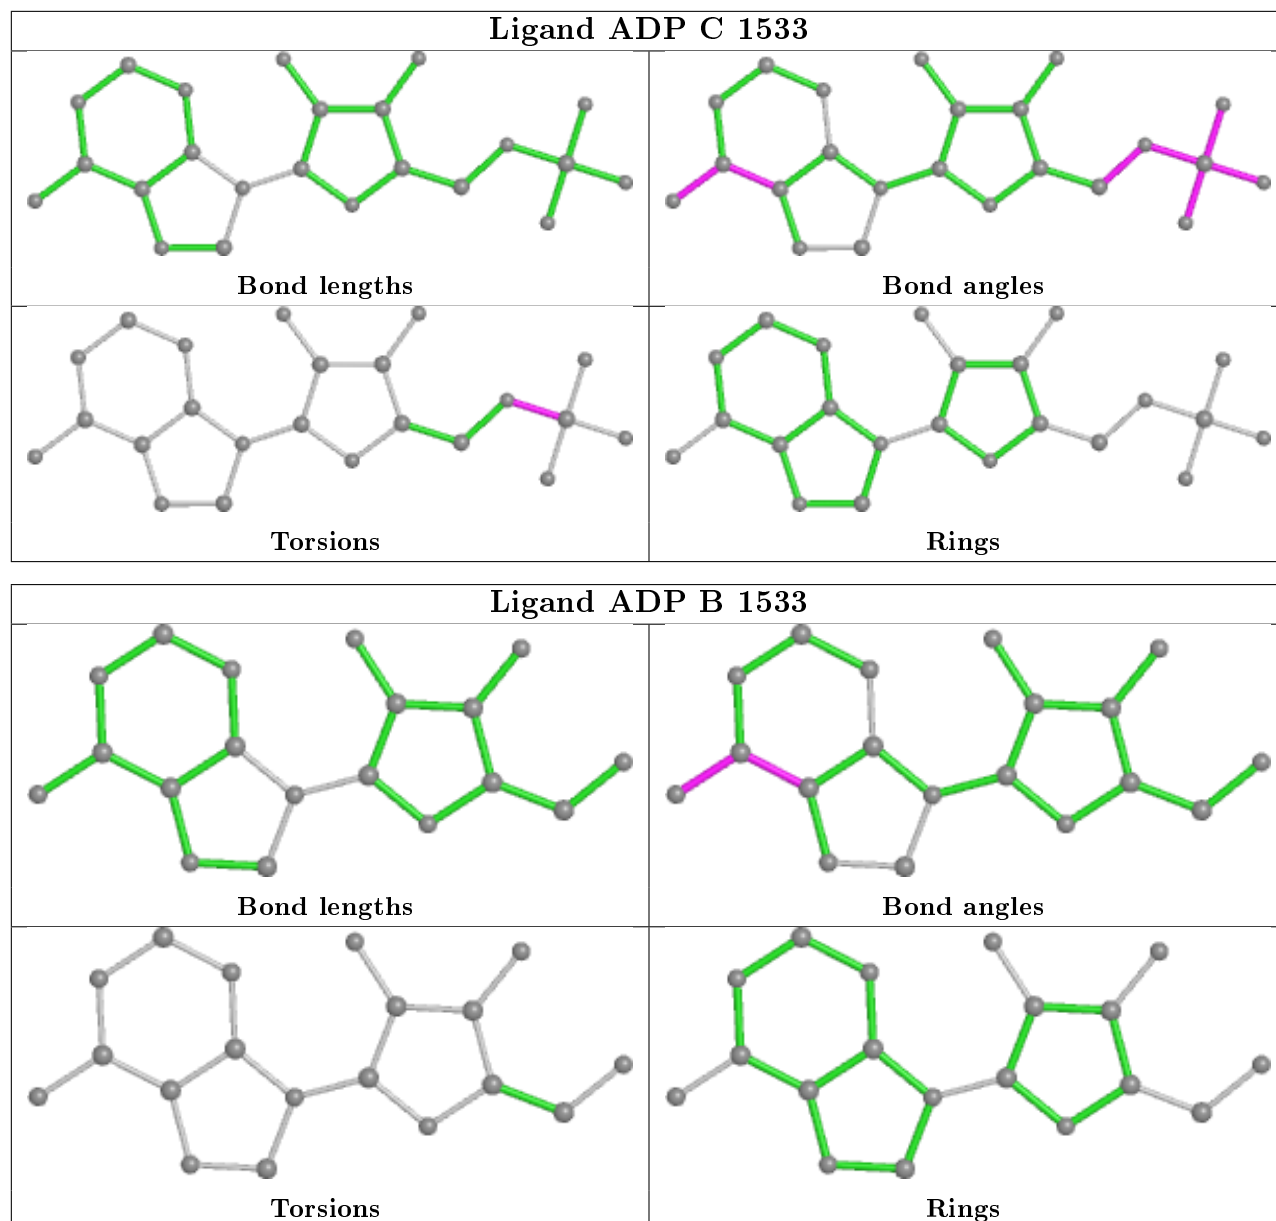 Ligand ADP C 1533
Bond lengths
Bond angles
Torsions
Rings
Ligand ADP B 1533
Bond lengths
Bond angles
Torsions
Rings